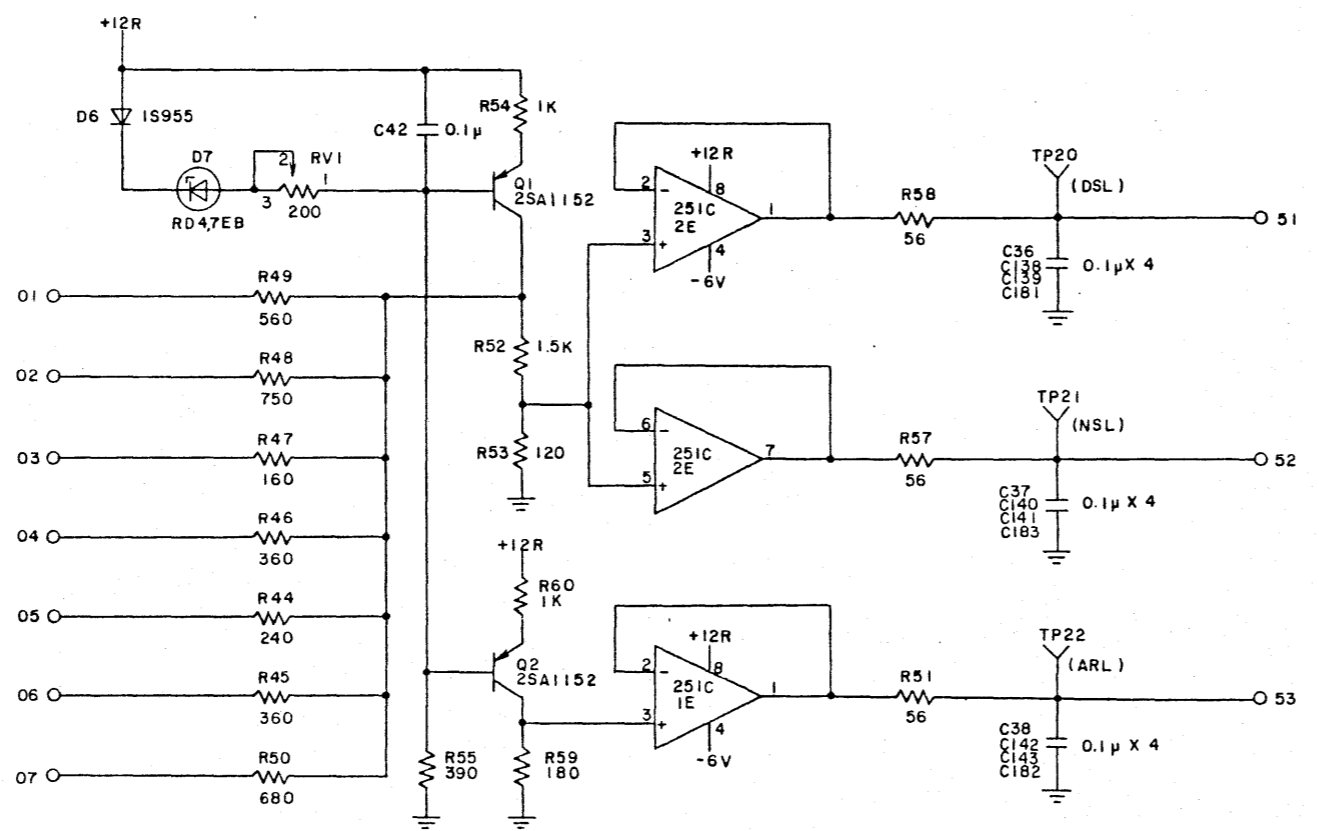 +12R
D6 1S955
D7
RD4,7EB
2
RV1
1
3
200
C42 0.1μ
R54 1K
Q1
2SA1152
01
R49
560
02
R48
750
03
R47
160
04
R46
360
05
R44
240
06
R45
360
07
R50
680
R52 1.5K
R53 120
+12R
R60
1K
Q2
2SA1152
R55
390
R59
180
+12R
8
2
-
251C
2E
1
3
+
4
-6V
R58
56
TP20
(DSL)
51
C36
C138
C139
C181
0.1μX 4
6
-
251C
2E
7
5
+
R57
56
TP21
(NSL)
52
C37
C140
C141
C183
0.1μ X 4
+12R
8
2
-
251C
1E
1
3
+
4
-6V
R51
56
TP22
(ARL)
53
C38
C142
C143
C182
0.1μ X 4